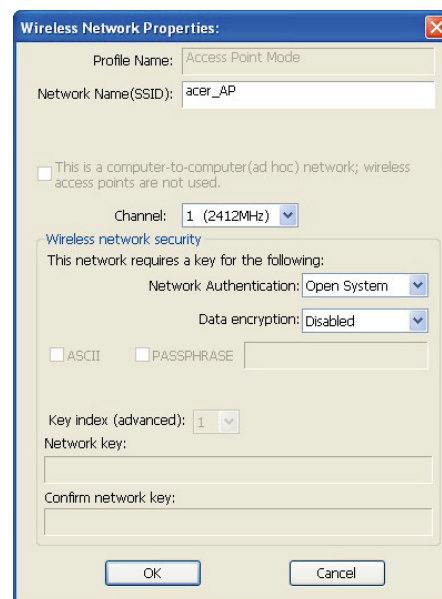 Wireless Network Properties:
Profile Name: Access Point Mode
Network Name(SSID): acer_AP
This is a computer-to-computer(ad hoc) network; wireless
access points are not used.
Channel: 1 (2412MHz)
Wireless network security
This network requires a key for the following:
Network Authentication: Open System
Data encryption: Disabled
ASCII PASSPHRASE
Key index (advanced): 1
Network key:
Confirm network key:
OK Cancel